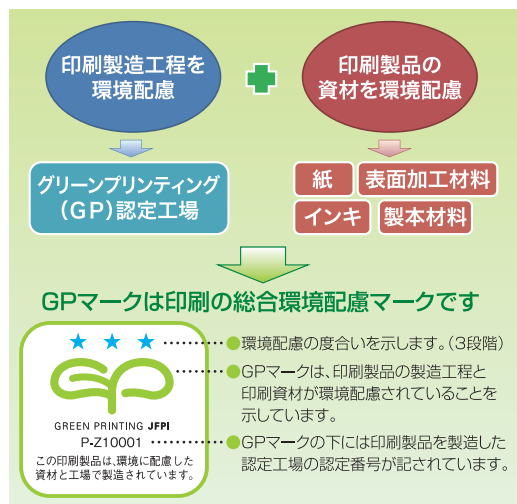 印刷製造工程を
環境配慮
印刷製品の
資材を環境配慮
グリーンプリンティング
（GP）認定工場
紙
表面加工材料
インキ
製本材料
GPマークは印刷の総合環境配慮マークです
●環境配慮の度合いを示します。（3段階）
●GPマークは、印刷製品の製造工程と
印刷資材が環境配慮されていることを
示しています。
●GPマークの下には印刷製品を製造した
認定工場の認定番号が記されています。
★ ★ ★
GP
GREEN PRINTING JFPI
P-Z10001
この印刷製品は、環境に配慮した
資材と工場で製造されています。